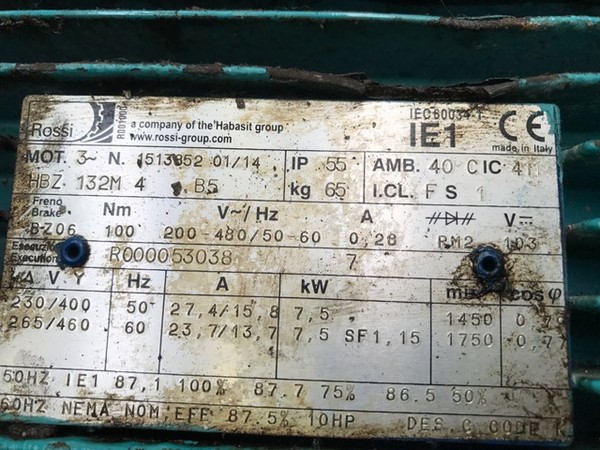 Rossi a company of the Habasit group IEC60034-1
www.rossi-group.com IE1 CE
made in Italy
MOT. 3~ N. 1513852 01/14 IP 55 AMB. 40 C IC 411
HBZ 132M 4 B5 kg 65 I.CL. F S 1
Freno
Brake Nm V~/Hz A V
BZ06 100 200-480/50-60 0,28 RM2 103
Esecuzione
Execution R000053038 7
Δ V Y Hz A kW min cos φ
230/400 50 27,4/15,8 7,5 1450
265/460 60 23,7/13,7 7,5 SF1,15 1750
50HZ IE1 87,1 100% 87.7 75% 86.5 50%
60HZ NEMA NOM,EFF 87.5% 10HP DES.C CODE